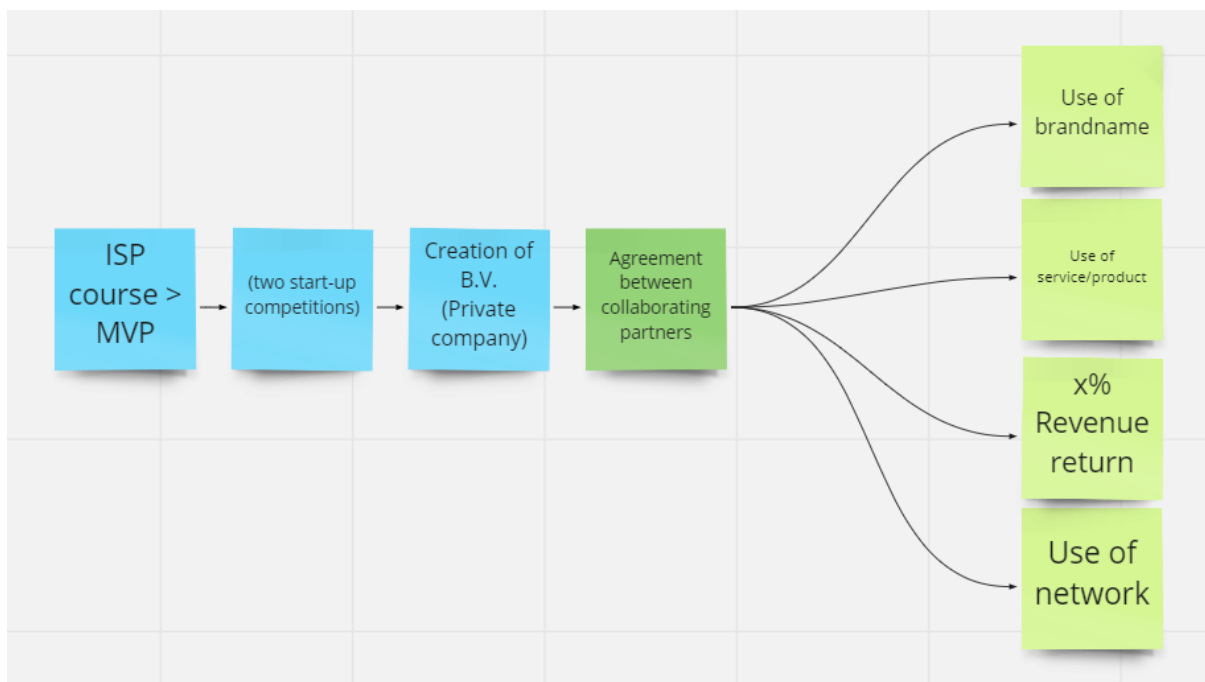 ISP
course >
MVP
(two start-up
competitions)
Creation of
B.V.
(Private
company)
Agreement
between
collaborating
partners
Use of
brandname
Use of
service/product
x%
Revenue
return
Use of
network